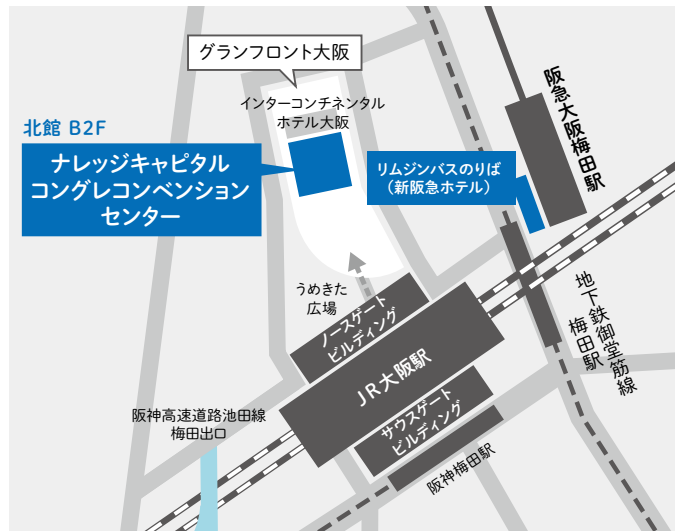 グランフロント大阪
インターコンチネンタル
ホテル大阪
北館 B2F
ナレッジキャピタル
コングレコンベンション
センター
リムジンバスのりば
（新阪急ホテル）
阪急大阪梅田駅
うめきた
広場
ノースゲート
ビルディング
JR大阪駅
地下鉄御堂筋線
梅田駅
サウスゲート
ビルディング
阪神高速道路池田線
梅田出口
阪神梅田駅